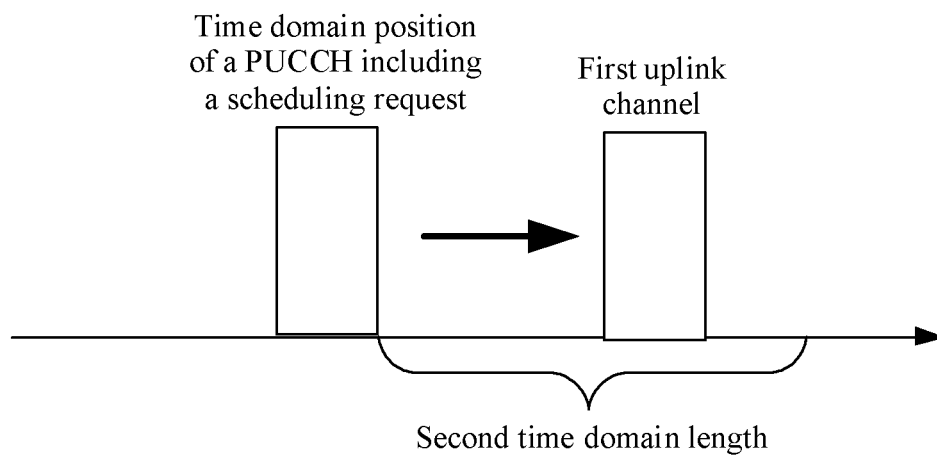 Time domain position
of a PUCCH including
a scheduling request
First uplink
channel
Second time domain length